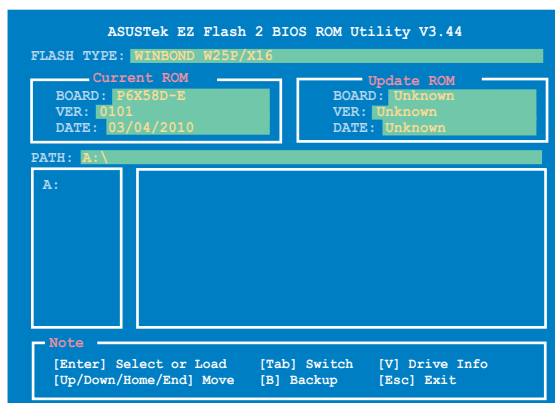 ASUSTek EZ Flash 2 BIOS ROM Utility V3.44
FLASH TYPE: WINBOND W25P/X16
Current ROM
BOARD: P6X58D-E
VER: 0101
DATE: 03/04/2010
Update ROM
BOARD: Unknown
VER: Unknown
DATE: Unknown
PATH: A:\
A:
Note
[Enter] Select or Load [Tab] Switch [V] Drive Info
[Up/Down/Home/End] Move [B] Backup [Esc] Exit